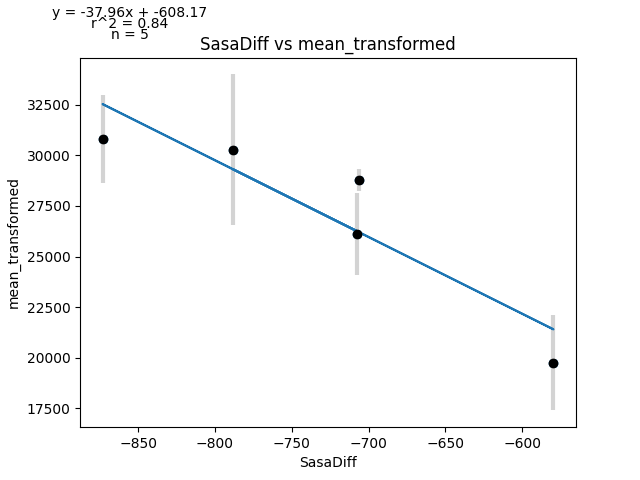 y = -37.96x + -608.17
r^2 = 0.84
n = 5
SasaDiff vs mean_transformed
32500
30000
27500
25000
22500
20000
17500
mean_transformed
−850
−800
−750
−700
−650
−600
SasaDiff